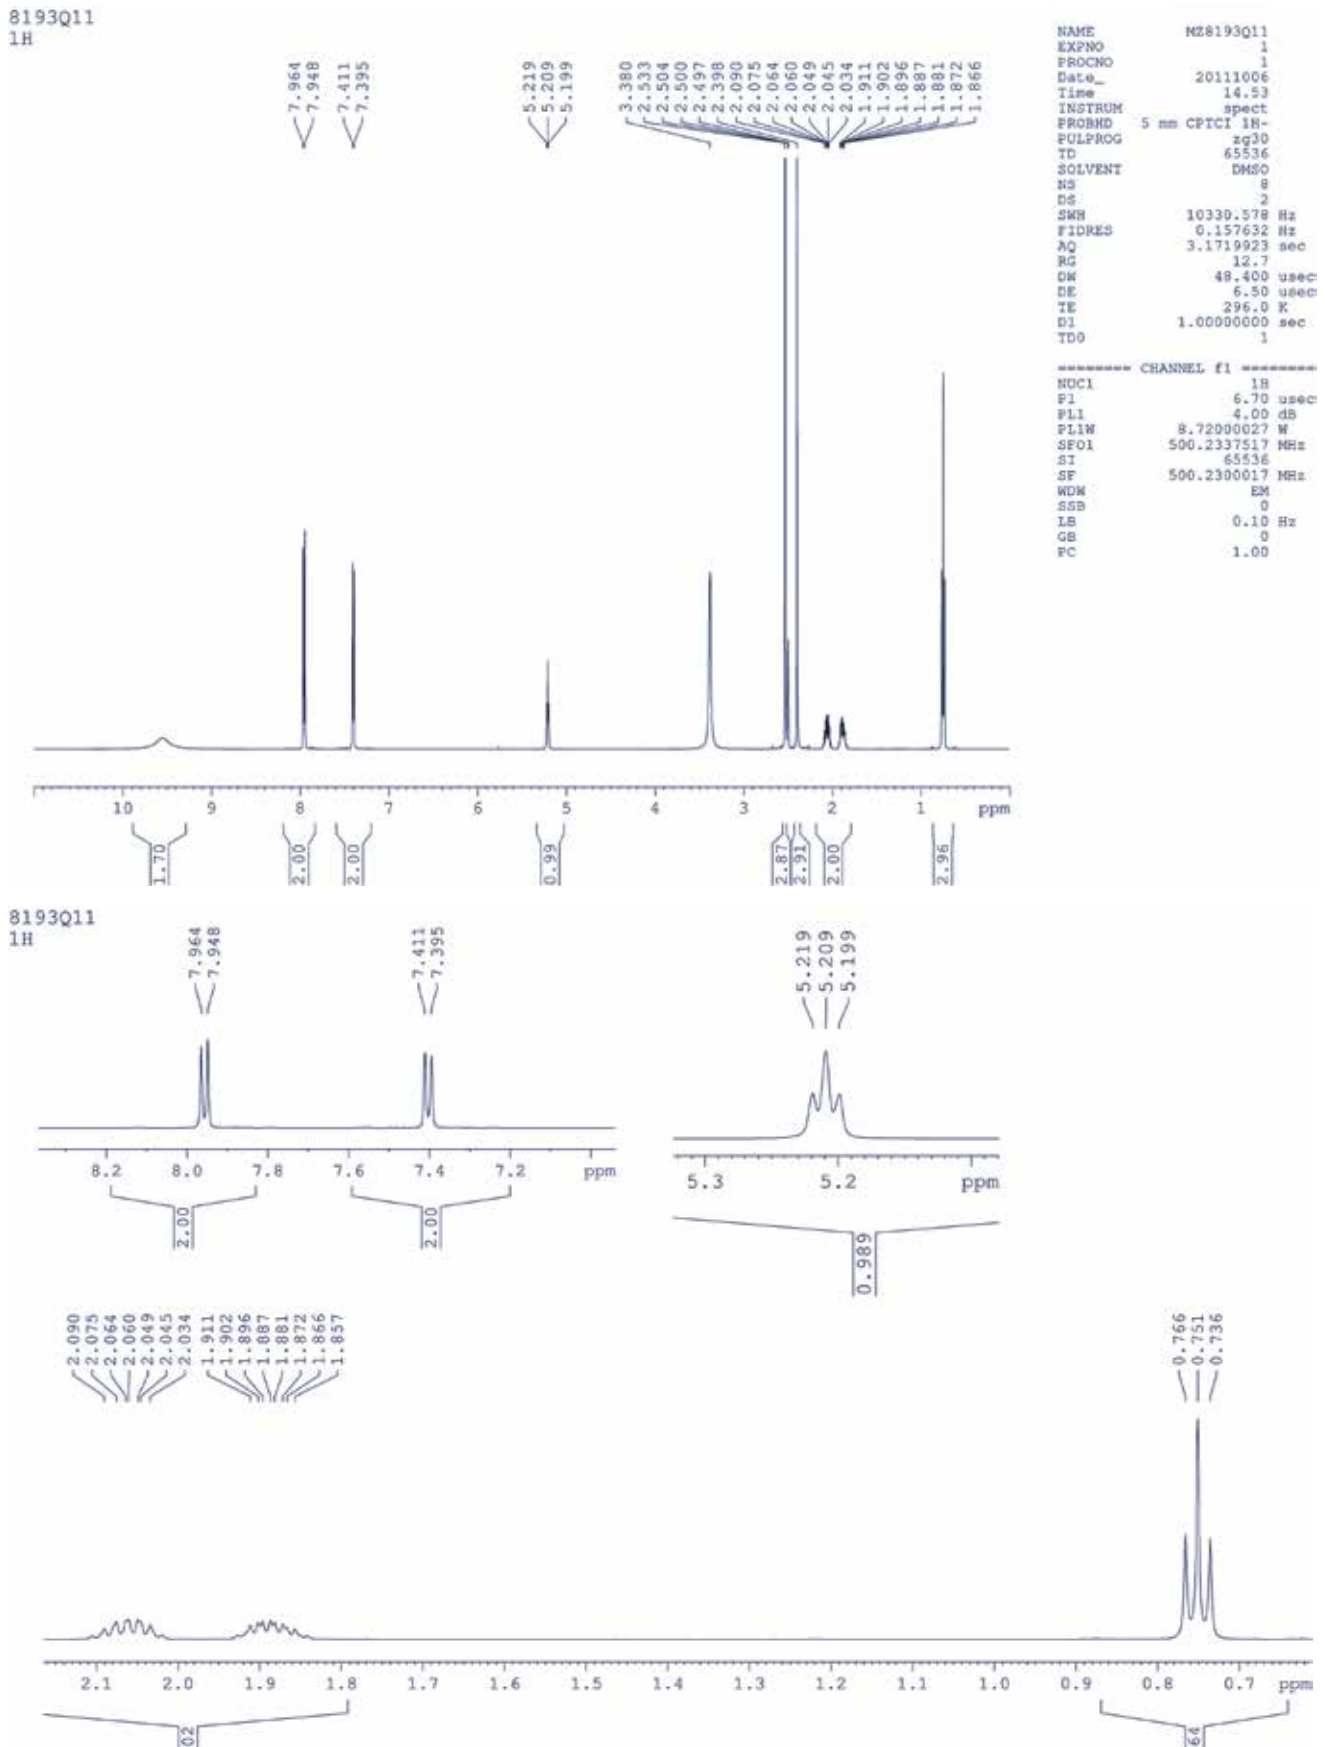 8193Q11
1H
7.964
7.948
7.411
7.395
5.219
5.209
5.199
3.380
2.533
2.504
2.500
2.497
2.398
2.090
2.075
2.064
2.060
2.049
2.045
2.034
1.911
1.902
1.896
1.887
1.881
1.872
1.866
NAME MZ8193Q11
EXPNO 1
PROCNO 1
Date_ 20111006
Time 14.53
INSTRUM spect
PROBHD 5 mm CPTCI 1H-
PULPROG zg30
TD 65536
SOLVENT DMSO
NS 8
DS 2
SWH 10330.578 Hz
FIDRES 0.157632 Hz
AQ 3.1719923 sec
RG 12.7
DW 48.400 usec
DE 6.50 usec
TE 296.0 K
D1 1.00000000 sec
TD0 1
======== CHANNEL f1 ========
NUC1 1H
P1 6.70 usec
PL1 4.00 dB
PL1W 8.72000027 W
SFO1 500.2337517 MHz
SI 65536
SF 500.2300017 MHz
WDW EM
SSB 0
LB 0.10 Hz
GB 0
PC 1.00
10 9 8 7 6 5 4 3 2 1 ppm
1.70
2.00
2.00
0.99
2.87
2.91
2.00
2.96
8193Q11
1H
7.964
7.948
7.411
7.395
5.219
5.209
5.199
8.2 8.0 7.8 7.6 7.4 7.2 ppm
5.3 5.2 ppm
2.00
2.00
0.989
2.090
2.075
2.064
2.060
2.049
2.045
2.034
1.911
1.902
1.896
1.887
1.881
1.872
1.866
1.857
0.766
0.751
0.736
2.1 2.0 1.9 1.8 1.7 1.6 1.5 1.4 1.3 1.2 1.1 1.0 0.9 0.8 0.7 ppm
02
64